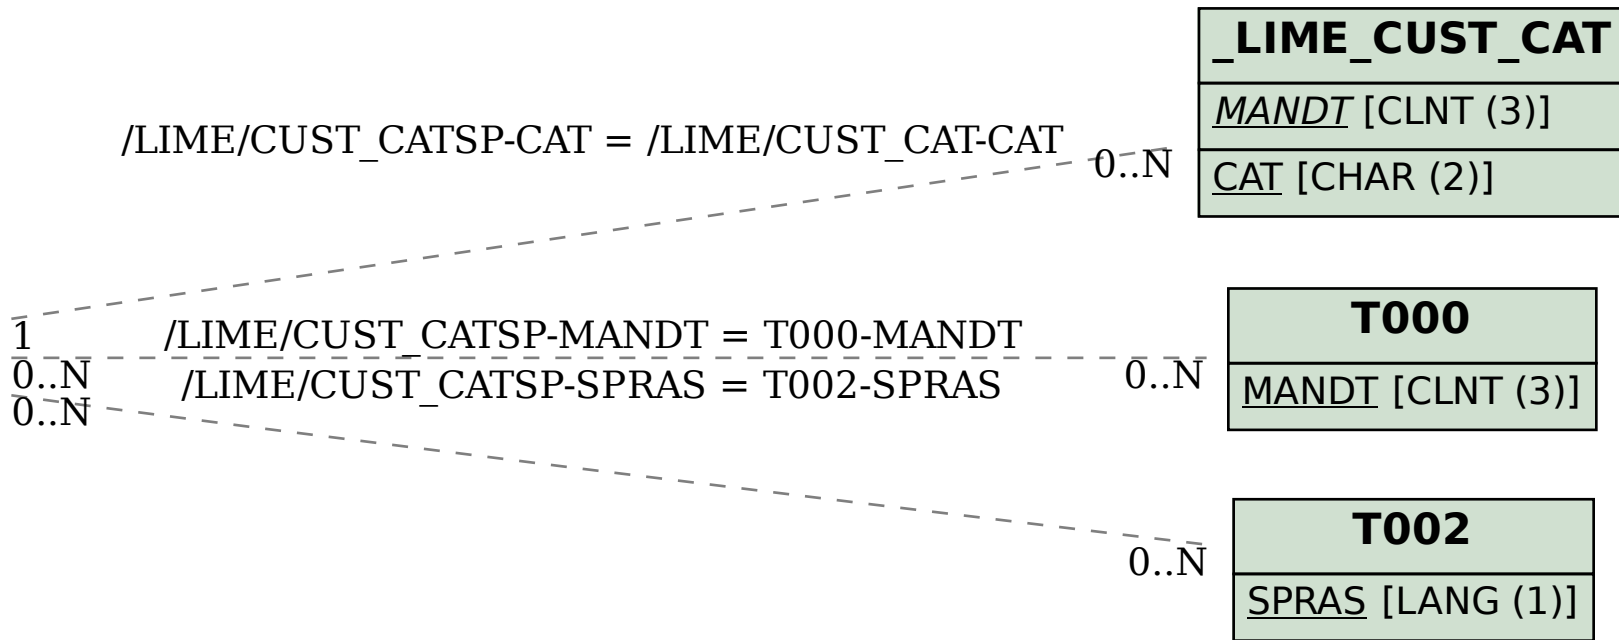 _LIME_CUST_CAT
MANDT [CLNT (3)]
CAT [CHAR (2)]
/LIME/CUST_CATSP-CAT = /LIME/CUST_CAT-CAT
0..N
1
/LIME/CUST_CATSP-MANDT = T000-MANDT
0..N
0..N
/LIME/CUST_CATSP-SPRAS = T002-SPRAS
0..N
0..N
T000
MANDT [CLNT (3)]
T002
SPRAS [LANG (1)]